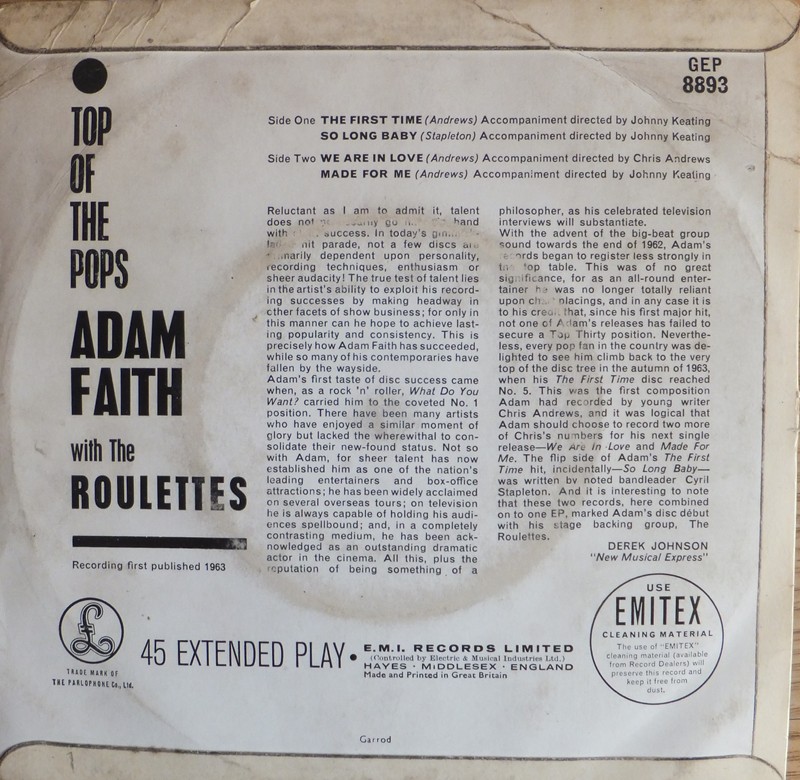 GEP
8893
TOP
OF
THE
POPS
ADAM
FAITH
with The
ROULETTES
Recording first published 1963
Side One THE FIRST TIME (Andrews) Accompaniment directed by Johnny Keating
SO LONG BABY (Stapleton) Accompaniment directed by Johnny Keating
Side Two WE ARE IN LOVE (Andrews) Accompaniment directed by Chris Andrews
MADE FOR ME (Andrews) Accompaniment directed by Johnny Keating
Reluctant as I am to admit it, talent
does not hand
with success. In today's
hit parade, not a few discs
dependent upon personality,
recording techniques, enthusiasm or
sheer audacity! The true test of talent lies
in the artist's ability to exploit his record-
ing successes by making headway in
other facets of show business; for only in
this manner can he hope to achieve last-
ing popularity and consistency. This is
precisely how Adam Faith has succeeded,
while so many of his contemporaries have
fallen by the wayside.
Adam's first taste of disc success came
when, as a rock 'n' roller, What Do You
Want? carried him to the coveted No. 1
position. There have been many artists
who have enjoyed a similar moment of
glory but lacked the wherewithal to con-
solidate their new-found status. Not so
with Adam, for sheer talent has now
established him as one of the nation's
leading entertainers and box-office
attractions; he has been widely acclaimed
on several overseas tours; on television
he is always capable of holding his audi-
ences spellbound; and, in a completely
contrasting medium, he has been ack-
nowledged as an outstanding dramatic
actor in the cinema. All this, plus the
reputation of being something of a
philosopher, as his celebrated television
interviews will substantiate.
With the advent of the big-beat group
sound towards the end of 1962, Adam's
records began to register less strongly in
the top table. This was of no great
significance, for as an all-round enter-
tainer he was no longer totally reliant
upon chart placings, and in any case it is
to his credit that, since his first major hit,
not one of Adam's releases has failed to
secure a Top Thirty position. Neverthe-
less, every pop fan in the country was de-
lighted to see him climb back to the very
top of the disc tree in the autumn of 1963,
when his The First Time disc reached
No. 5. This was the first composition
Adam had recorded by young writer
Chris Andrews, and it was logical that
Adam should choose to record two more
of Chris's numbers for his next single
release—We Are In Love and Made For
Me. The flip side of Adam's The First
Time hit, incidentally—So Long Baby—
was written by noted bandleader Cyril
Stapleton. And it is interesting to note
that these two records, here combined
on to one EP, marked Adam's disc début
with his stage backing group, The
Roulettes.
DEREK JOHNSON
"New Musical Express"
£
TRADE MARK OF
THE PARLOPHONE Co., Ltd.
45 EXTENDED PLAY•
E.M.I. RECORDS LIMITED
(Controlled by Electric & Musical Industries Ltd.)
HAYES · MIDDLESEX · ENGLAND
Made and Printed in Great Britain
USE
EMITEX
CLEANING MATERIAL
The use of "EMITEX"
cleaning material (available
from Record Dealers) will
preserve this record and
keep it free from
dust.
Garrod